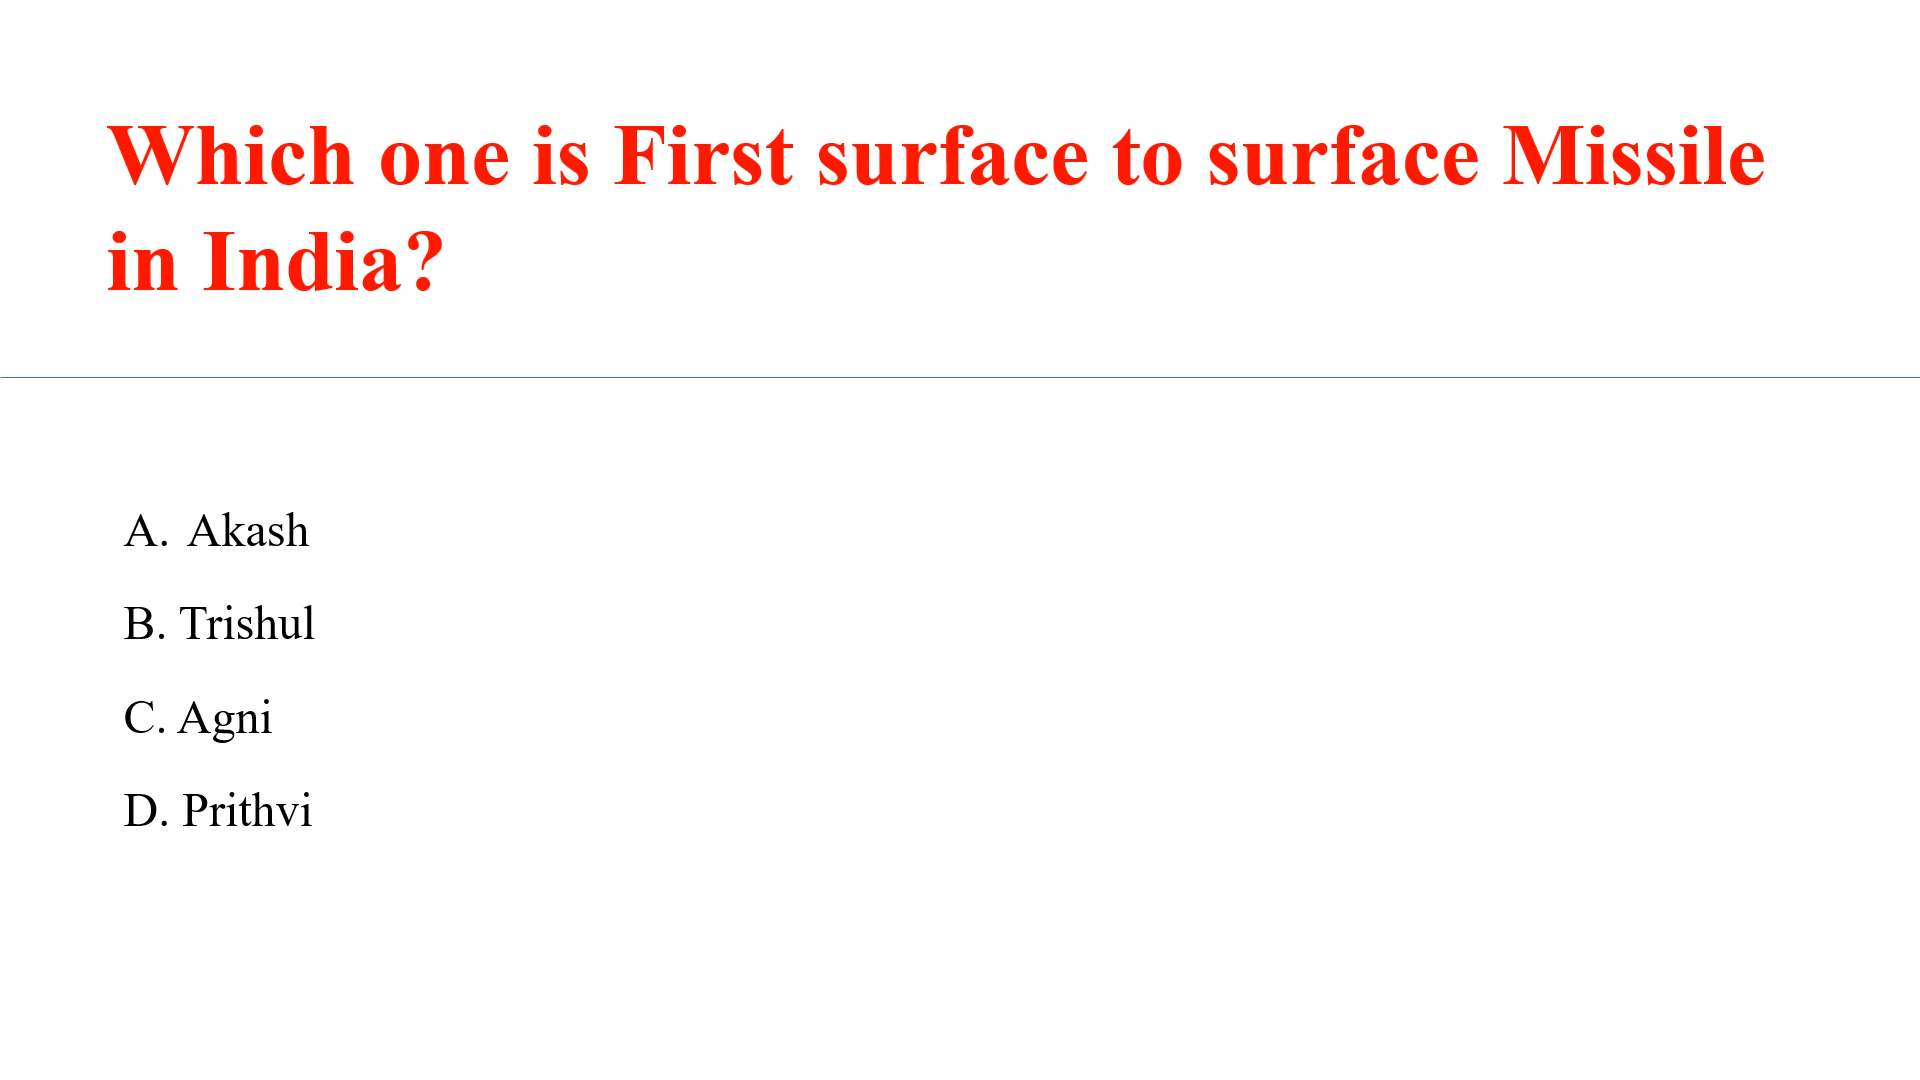 Which one is First surface to surface Missile
in India?
A. Akash
B. Trishul
C. Agni
D. Prithvi